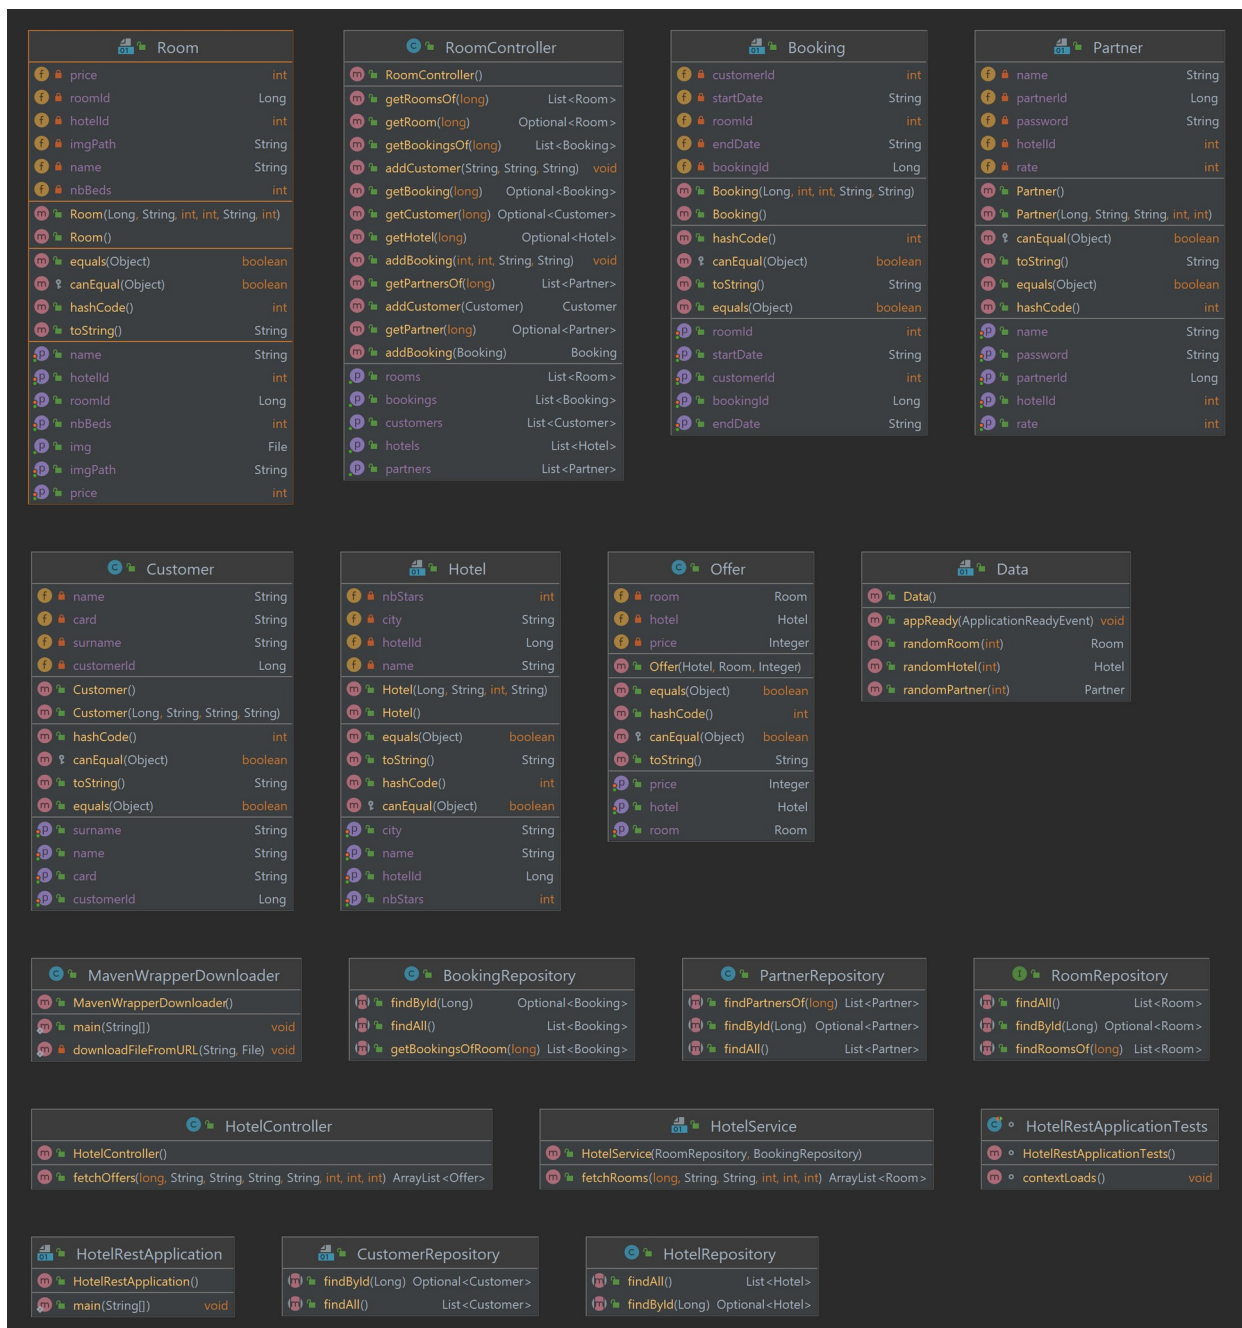 Room
price int
roomId Long
hotelId int
imgPath String
name String
nbBeds int
Room(Long, String, int, int, String, int)
Room()
equals(Object) boolean
canEqual(Object) boolean
hashCode() int
toString() String
name String
hotelId int
roomId Long
nbBeds int
img File
imgPath String
price int
RoomController
RoomController()
getRoomsOf(long) List<Room>
getRoom(long) Optional<Room>
getBookingsOf(long) List<Booking>
addCustomer(String, String, String) void
getBooking(long) Optional<Booking>
getCustomer(long) Optional<Customer>
getHotel(long) Optional<Hotel>
addBooking(int, int, String, String) void
getPartnersOf(long) List<Partner>
addCustomer(Customer) Customer
getPartner(long) Optional<Partner>
addBooking(Booking) Booking
rooms List<Room>
bookings List<Booking>
customers List<Customer>
hotels List<Hotel>
partners List<Partner>
Booking
customerId int
startDate String
roomId int
endDate String
bookingId Long
Booking(Long, int, int, String, String)
Booking()
hashCode() int
canEqual(Object) boolean
toString() String
equals(Object) boolean
roomId int
startDate String
customerId int
bookingId Long
endDate String
Partner
name String
partnerId Long
password String
hotelId int
rate int
Partner()
Partner(Long, String, String, int, int)
canEqual(Object) boolean
toString() String
equals(Object) boolean
hashCode() int
name String
password String
partnerId Long
hotelId int
rate int
Customer
name String
card String
surname String
customerId Long
Customer()
Customer(Long, String, String, String)
hashCode() int
canEqual(Object) boolean
toString() String
equals(Object) boolean
surname String
name String
card String
customerId Long
Hotel
nbStars int
city String
hotelId Long
name String
Hotel(Long, String, int, String)
Hotel()
equals(Object) boolean
toString() String
hashCode() int
canEqual(Object) boolean
city String
name String
hotelId Long
nbStars int
Offer
room Room
hotel Hotel
price Integer
Offer(Hotel, Room, Integer)
equals(Object) boolean
hashCode() int
canEqual(Object) boolean
toString() String
price Integer
hotel Hotel
room Room
Data
Data()
appReady(ApplicationReadyEvent) void
randomRoom(int) Room
randomHotel(int) Hotel
randomPartner(int) Partner
MavenWrapperDownloader
MavenWrapperDownloader()
main(String[]) void
downloadFileFromURL(String, File) void
BookingRepository
findById(Long) Optional<Booking>
findAll() List<Booking>
getBookingsOfRoom(long) List<Booking>
PartnerRepository
findPartnersOf(long) List<Partner>
findById(Long) Optional<Partner>
findAll() List<Partner>
RoomRepository
findAll() List<Room>
findById(Long) Optional<Room>
findRoomsOf(long) List<Room>
HotelController
HotelController()
fetchOffers(long, String, String, String, String, int, int, int) ArrayList<Offer>
HotelService
HotelService(RoomRepository, BookingRepository)
fetchRooms(long, String, String, int, int, int) ArrayList<Room>
HotelRestApplicationTests
HotelRestApplicationTests()
contextLoads() void
HotelRestApplication
HotelRestApplication()
main(String[]) void
CustomerRepository
findById(Long) Optional<Customer>
findAll() List<Customer>
HotelRepository
findAll() List<Hotel>
findById(Long) Optional<Hotel>